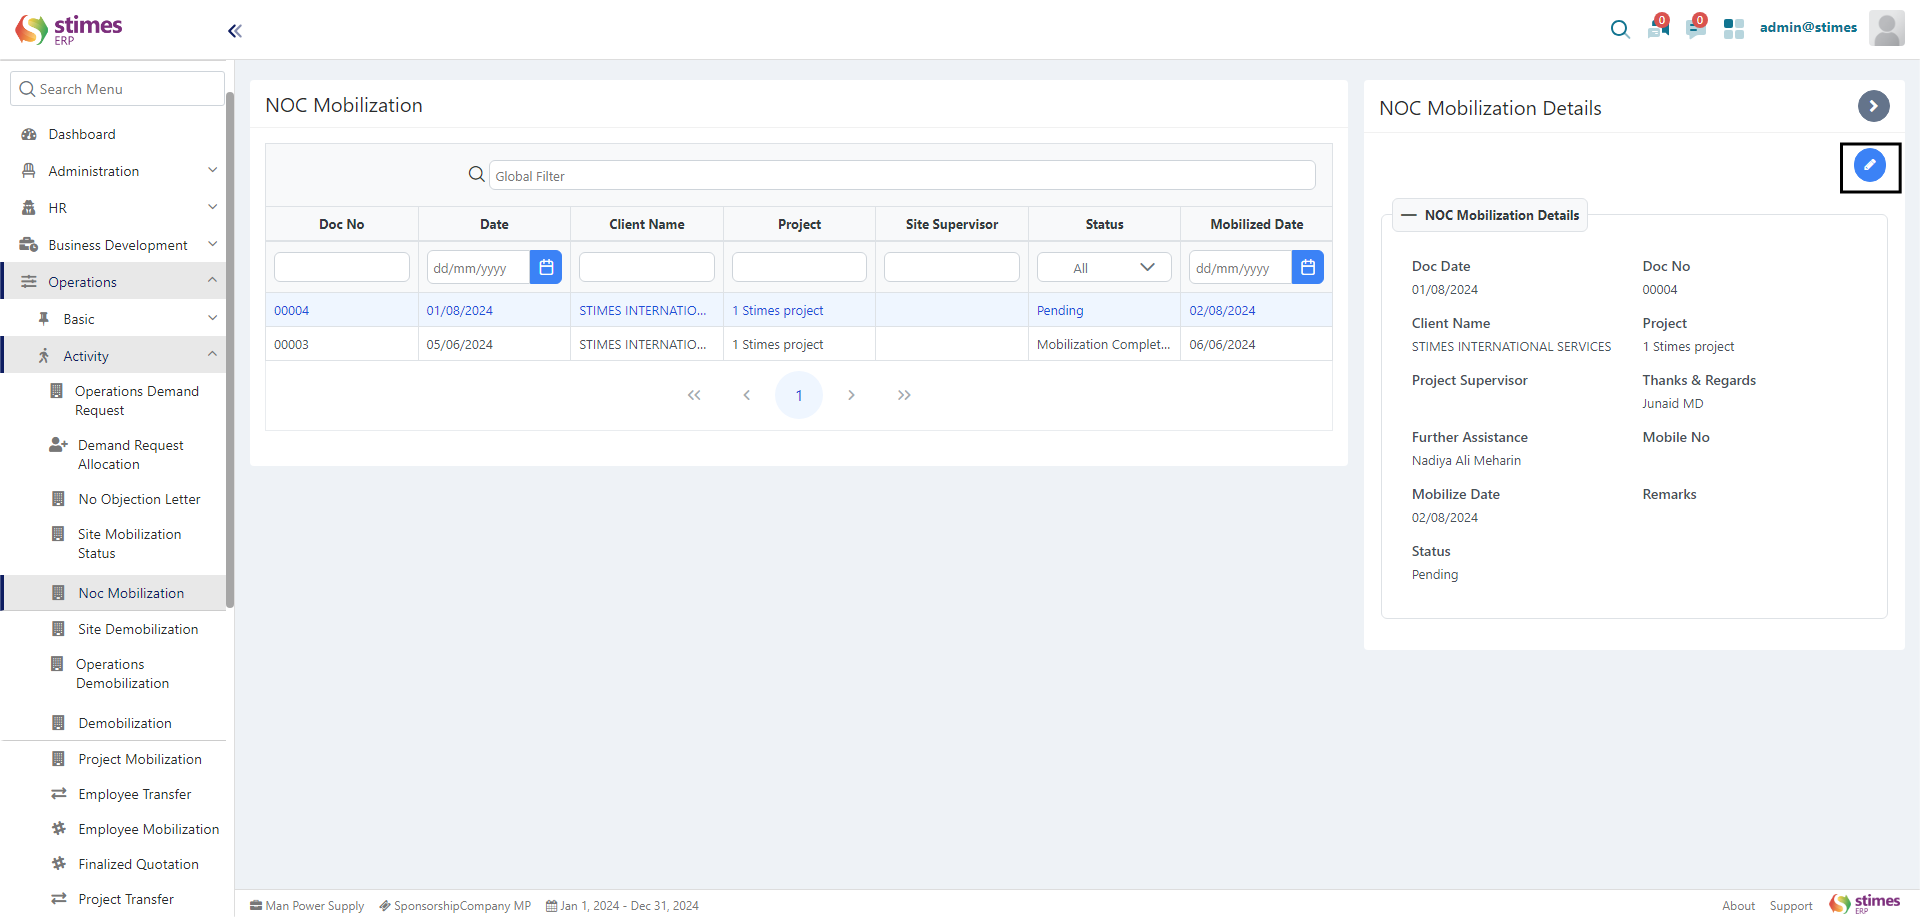 stimes
ERP
0
0
admin@stimes
Search Menu
Dashboard
Administration
HR
Business Development
Operations
Basic
Activity
Operations Demand
Request
Demand Request
Allocation
No Objection Letter
Site Mobilization
Status
Noc Mobilization
Site Demobilization
Operations
Demobilization
Demobilization
Project Mobilization
Employee Transfer
Employee Mobilization
Finalized Quotation
Project Transfer
NOC Mobilization
Global Filter
Doc No Date Client Name Project Site Supervisor Status Mobilized Date
dd/mm/yyyy All dd/mm/yyyy
00004 01/08/2024 STIMES INTERNATIO... 1 Stimes project Pending 02/08/2024
00003 05/06/2024 STIMES INTERNATIO... 1 Stimes project Mobilization Complet... 06/06/2024
1
NOC Mobilization Details
NOC Mobilization Details
Doc Date Doc No
01/08/2024 00004
Client Name Project
STIMES INTERNATIONAL SERVICES 1 Stimes project
Project Supervisor Thanks & Regards
Junaid MD
Further Assistance Mobile No
Nadiya Ali Meharin
Mobilize Date Remarks
02/08/2024
Status
Pending
Man Power Supply SponsorshipCompany MP Jan 1, 2024 - Dec 31, 2024
About Support stimes
ERP